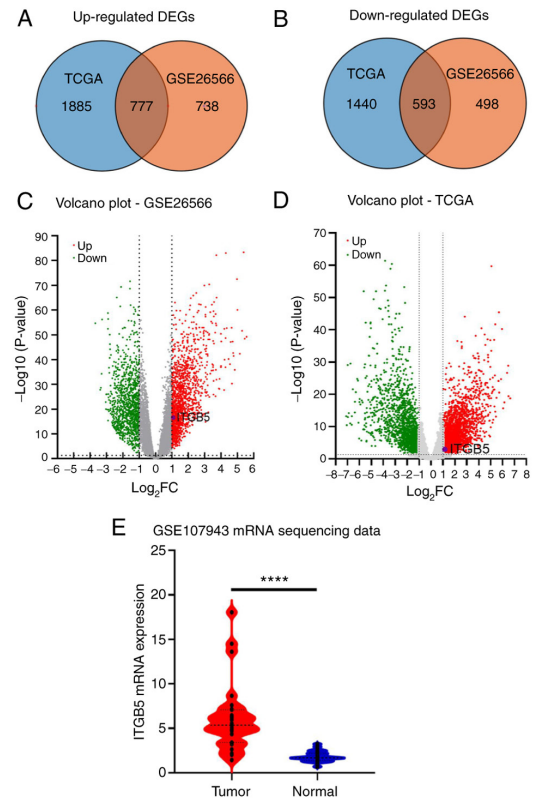 A
Up-regulated DEGs
TCGA
GSE26566
1885
777
738
B
Down-regulated DEGs
TCGA
GSE26566
1440
593
498
C
Volcano plot - GSE26566
Up
Down
90
80
70
60
50
40
30
20
10
0
−Log10 (P-value)
ITGB5
−6 −5 −4 −3 −2 −1 0 1 2 3 4 5 6
Log2FC
D
Volcano plot - TCGA
Up
Down
70
60
50
40
30
20
10
0
−Log10 (P-value)
ITGB5
−8 −7 −6 −5 −4 −3 −2 −1 0 1 2 3 4 5 6 7 8
Log2FC
E
GSE107943 mRNA sequencing data
****
25
20
15
10
5
0
ITGB5 mRNA expression
Tumor
Normal